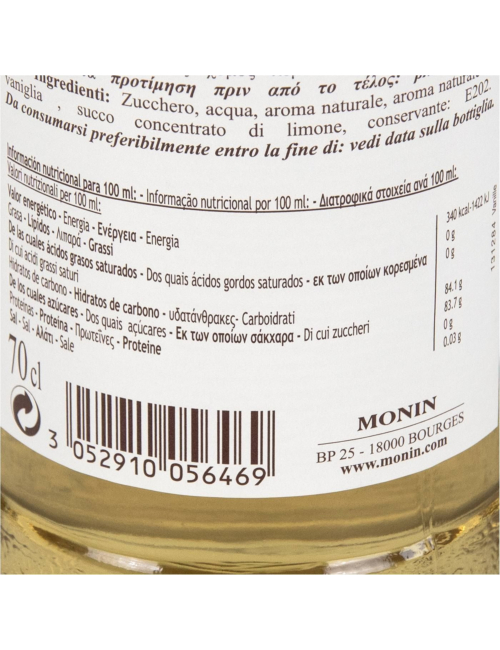 προτίμηση πριν από το τέλος:
Ingredienti: Zucchero, acqua, aroma naturale, aroma natural
vaniglia , succo concentrato di limone, conservante: E202.
Da consumarsi preferibilmente entro la fine di: vedi data sulla bottiglia.
Información nutricional para 100 ml: - Informação nutricional por 100 ml: - Διατροφικά στοιχεία ανά 100 ml:
Valori nutrizionali per 100 ml:
Valor energético - Energia - Ενέργεια - Energia 340 kcal-1422 kJ
Grasa - Lípidos - Λιπαρά - Grassi 0 g
De las cuales ácidos grasos saturados - Dos quais ácidos gordos saturados - εκ των οποίων κορεσμένα 0 g
Di cui acidi grassi saturi
Hidratos de carbono - Hidratos de carbono - υδατάνθρακες- Carboidrati 84,1 g
De los cuales azúcares - Dos quais açúcares - Εκ των οποίων σάκχαρα - Di cui zuccheri 83,7 g
Proteínas - Proteína - Πρωτεΐνες - Proteine 0 g
Sal - Sal - Αλάτι - Sale 0,03 g
131284 Vanille
70 cl
3 052910 056469
MONIN
BP 25 - 18000 BOURGES
www.monin.com